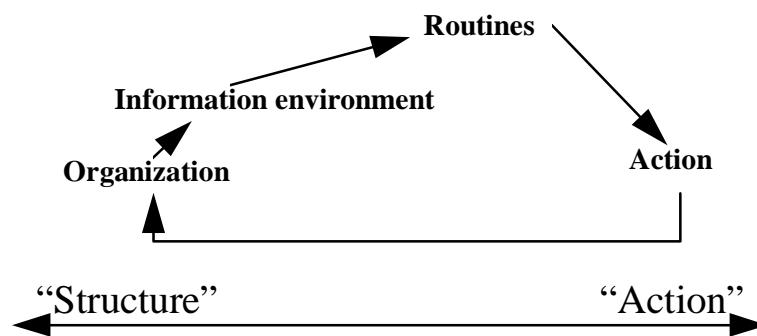 Routines
Information environment
Organization
Action
“Structure”
“Action”